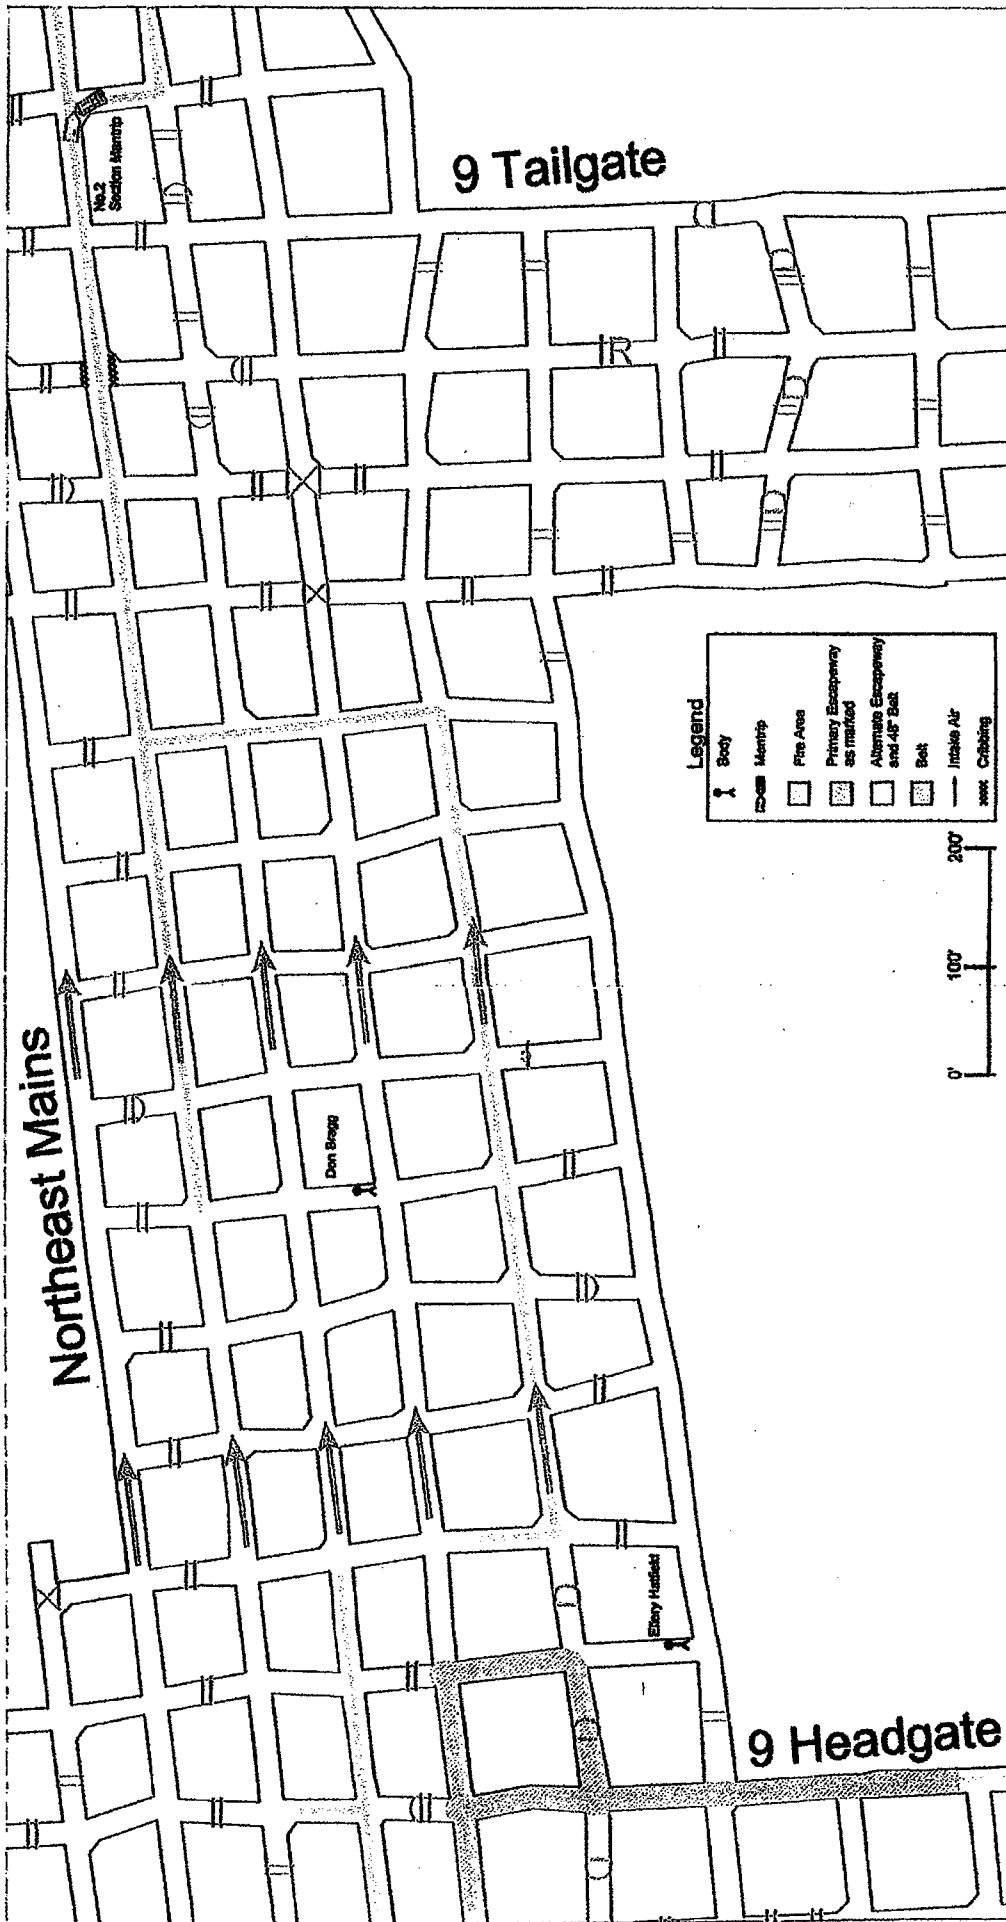 9 Tailgate
No.2
Section Mantrip
IR
Northeast Mains
Don Bragg
Ellery Hatfield
9 Headgate
Legend
Body
Mantrip
Fire Area
Primary Escapeway
as marked
Alternate Escapeway
and 48" Belt
Belt
Intake Air
Cribbing
0'
100'
200'